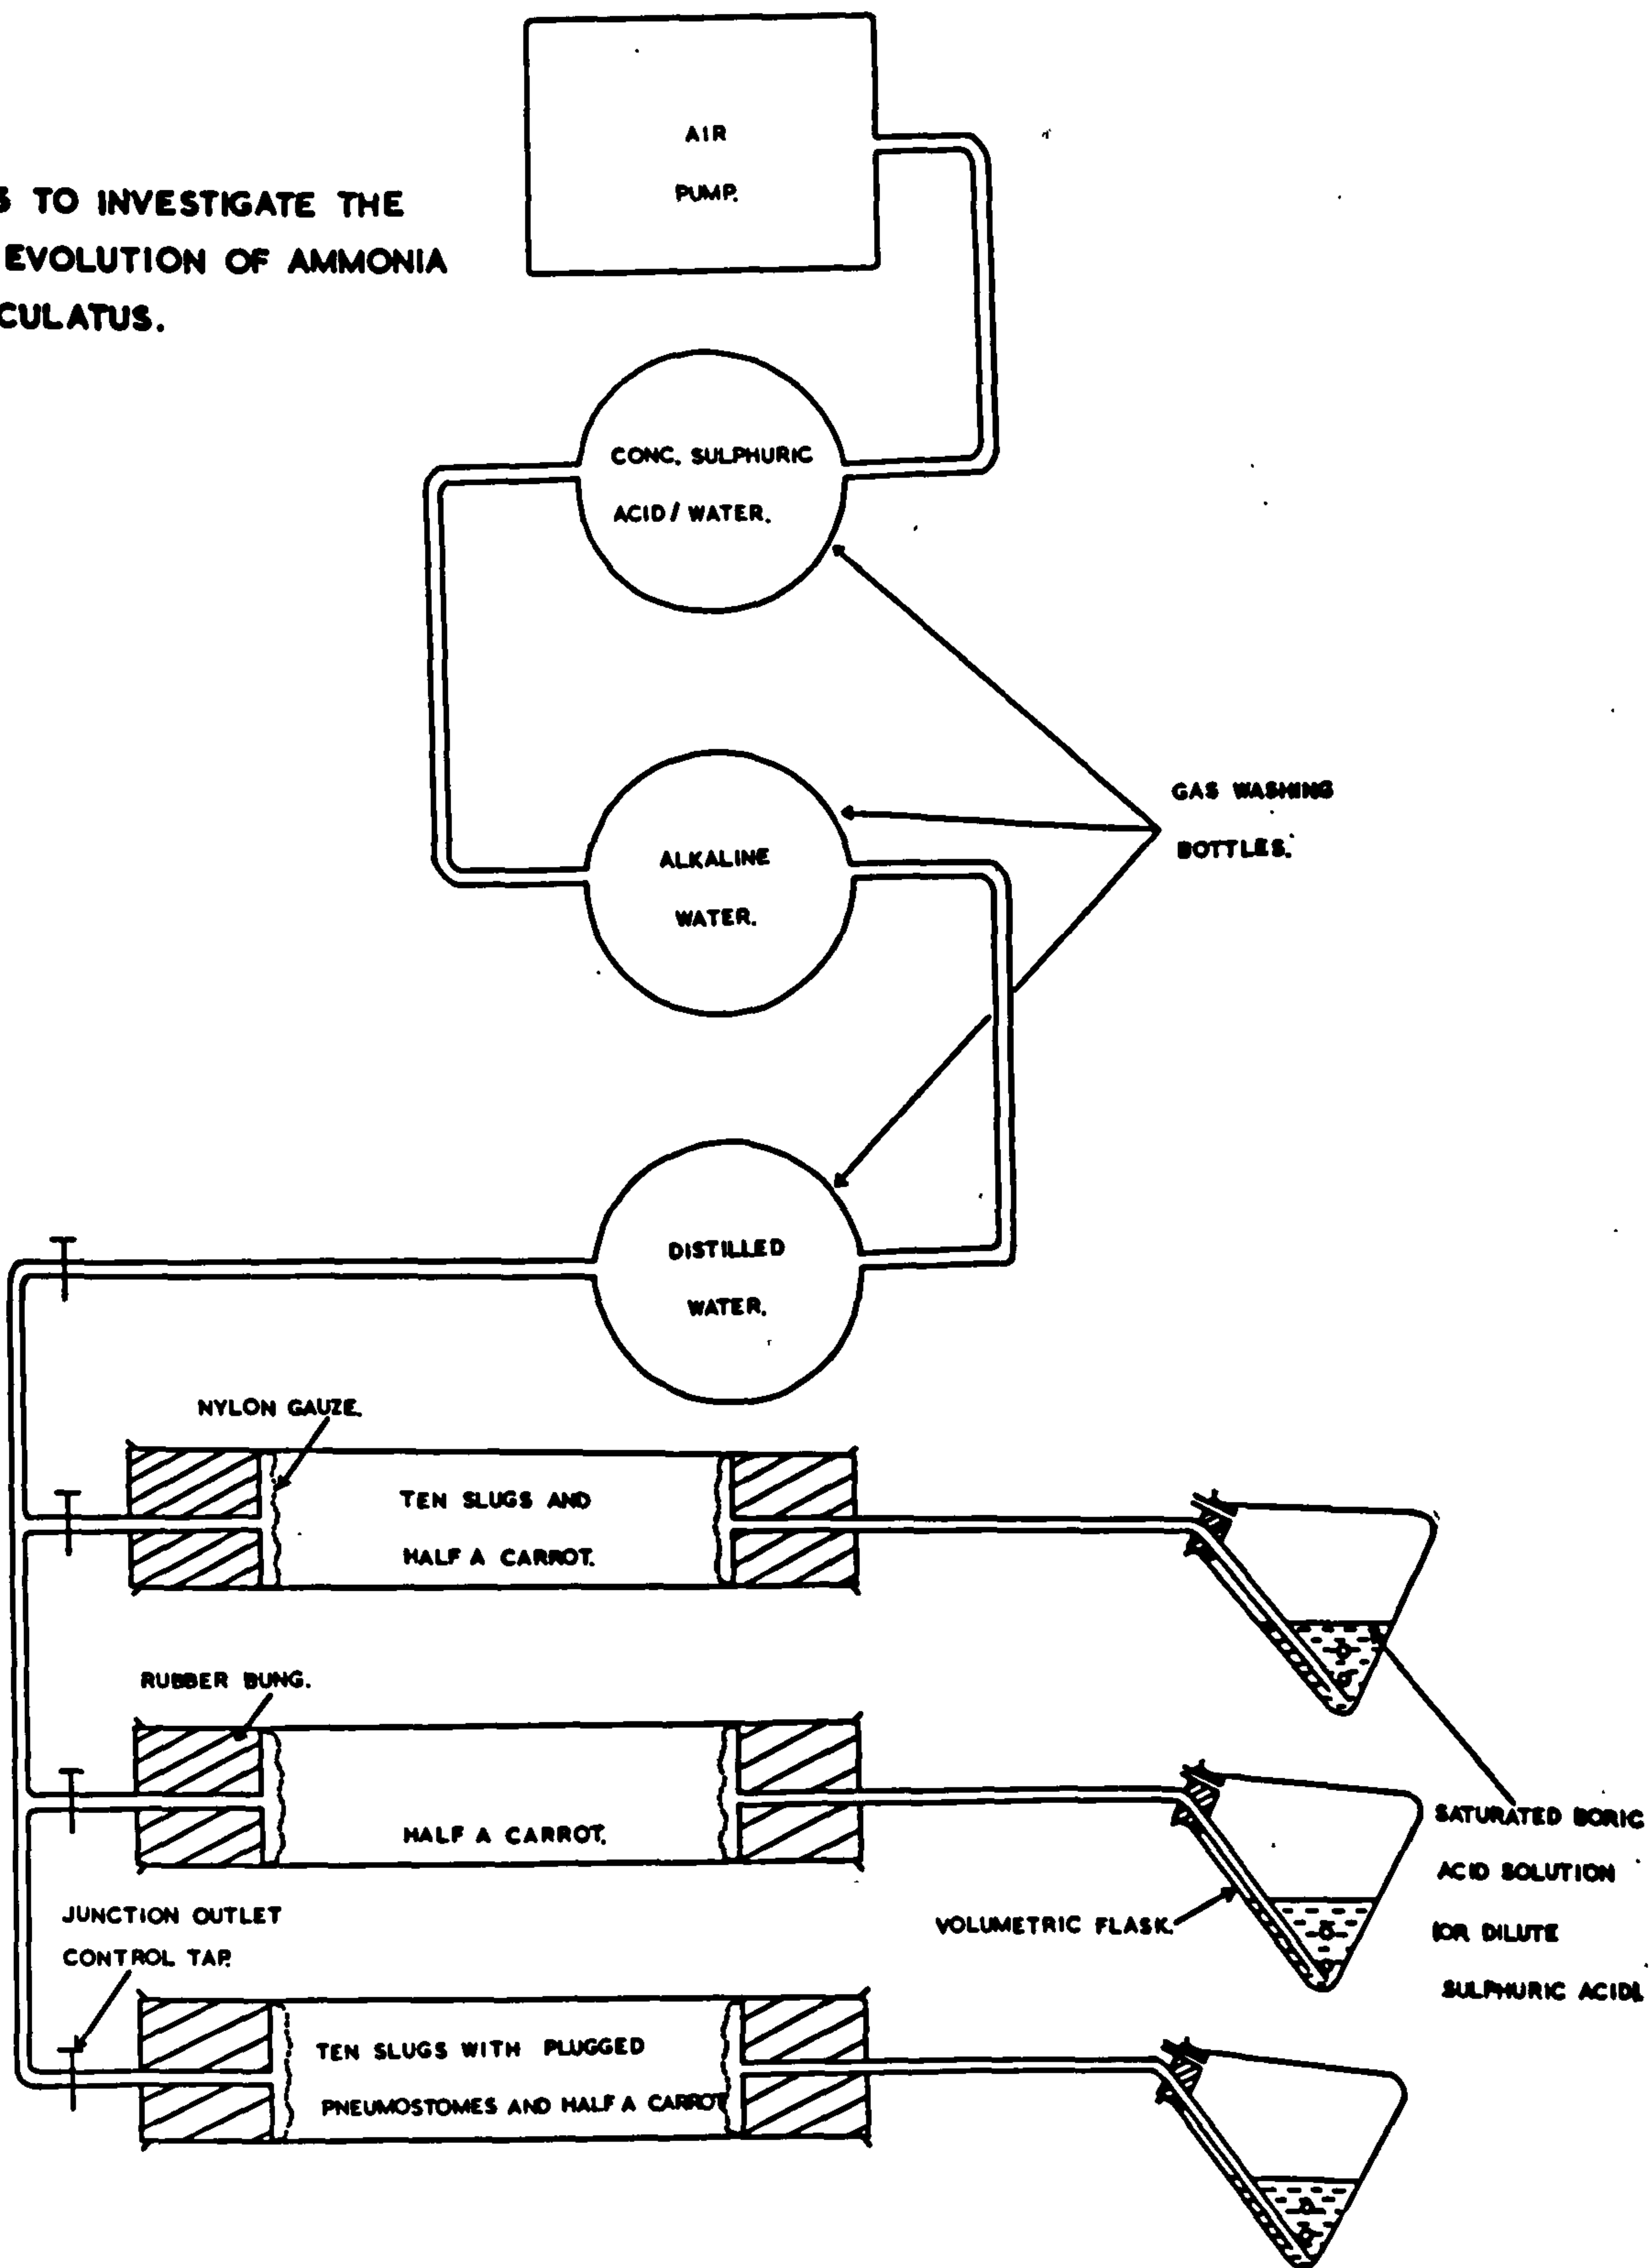 TO INVESTIGATE THE
EVOLUTION OF AMMONIA
CULATUS.
AIR
PUMP.
CONC. SULPHURIC
ACID/WATER.
GAS WASHING
BOTTLES.
ALKALINE
WATER.
DISTILLED
WATER.
NYLON GAUZE.
TEN SLUGS AND
HALF A CARROT.
RUBBER BUNG.
HALF A CARROT.
SATURATED BORIC
ACID SOLUTION
(OR DILUTE
SULPHURIC ACID).
VOLUMETRIC FLASK.
JUNCTION OUTLET
CONTROL TAP.
TEN SLUGS WITH PLUGGED
PNEUMOSTOMES AND HALF A CARROT